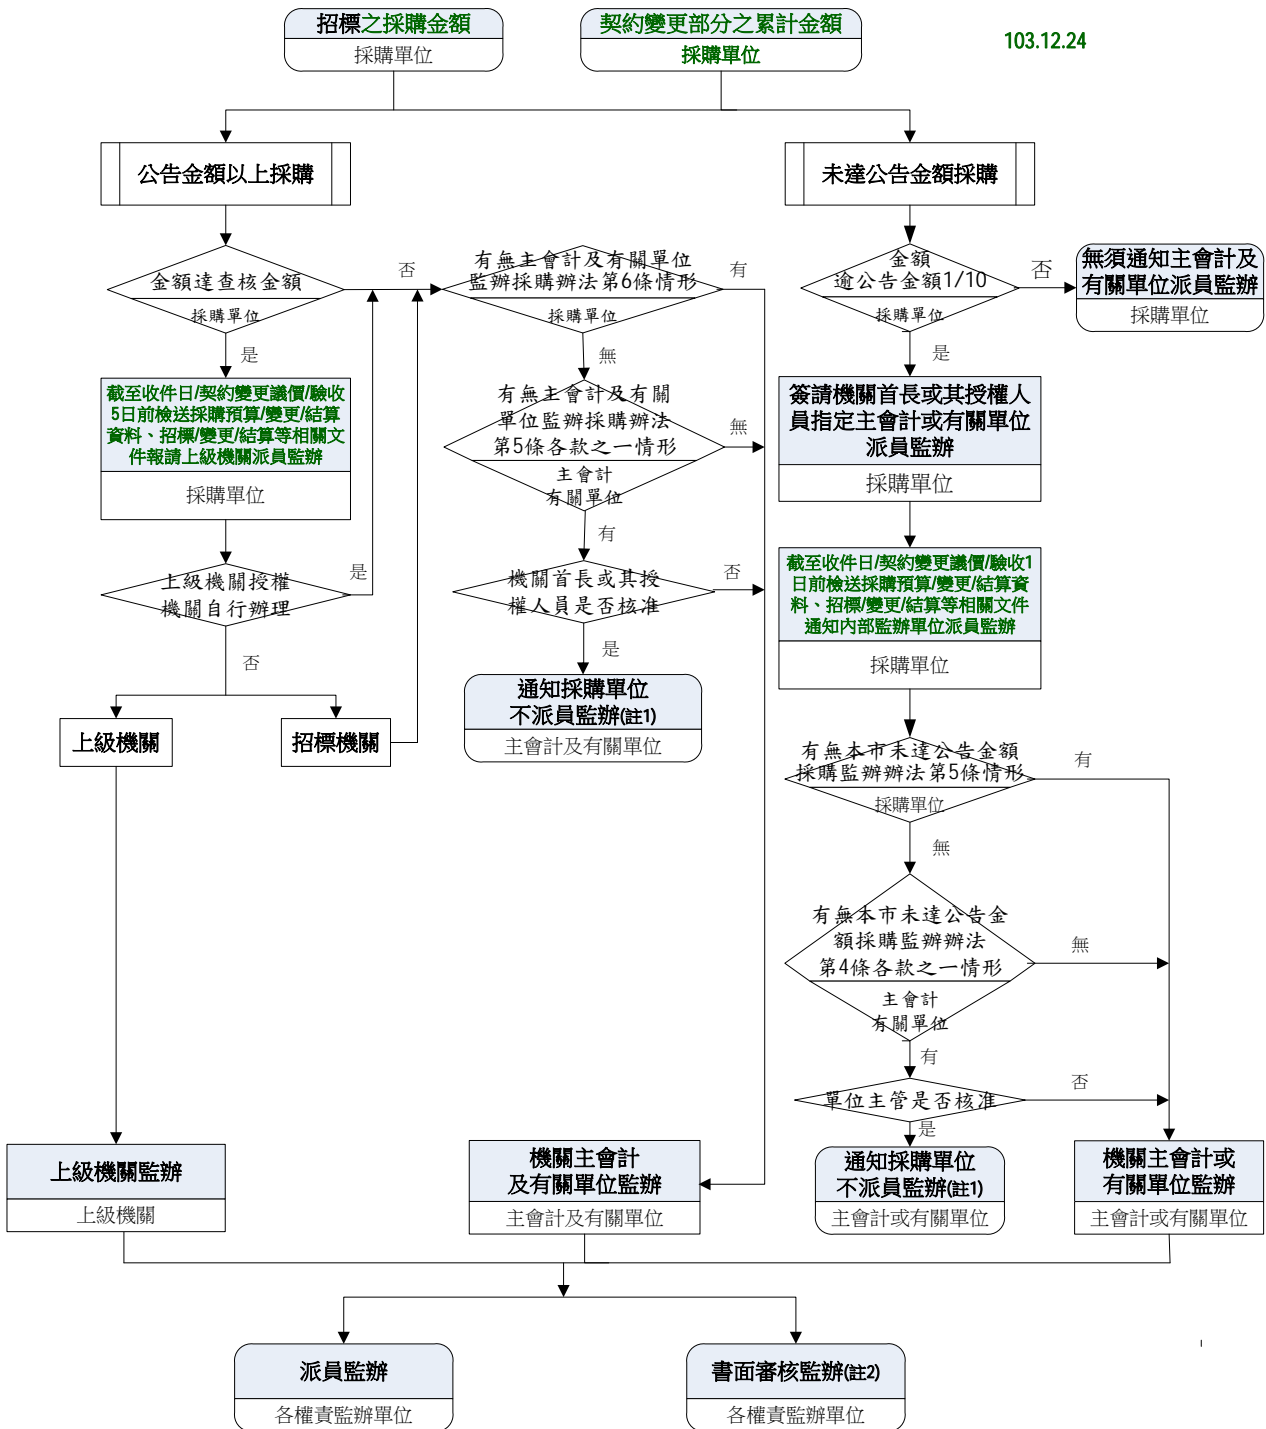 招標之採購金額
採購單位
契約變更部分之累計金額
採購單位
103.12.24
公告金額以上採購
未達公告金額採購
金額達查核金額
採購單位
否
是
有無主會計及有關單位
監辦採購辦法第6條情形
採購單位
有
無
金額
逾公告金額1/10
採購單位
否
是
無須通知主會計及
有關單位派員監辦
採購單位
截至收件日/契約變更議價/驗收
5日前檢送採購預算/變更/結算
資料、招標/變更/結算等相關文
件報請上級機關派員監辦
採購單位
有無主會計及有關
單位監辦採購辦法
第5條各款之一情形
主會計
有關單位
無
有
簽請機關首長或其授權人
員指定主會計或有關單位
派員監辦
採購單位
上級機關授權
機關自行辦理
是
否
機關首長或其授
權人員是否核准
否
是
截至收件日/契約變更議價/驗收1
日前檢送採購預算/變更/結算資
料、招標/變更/結算等相關文件
通知內部監辦單位派員監辦
採購單位
上級機關
招標機關
通知採購單位
不派員監辦(註1)
主會計及有關單位
有無本市未達公告金額
採購監辦辦法第5條情形
採購單位
有
無
有無本市未達公告金
額採購監辦辦法
第4條各款之一情形
主會計
有關單位
無
有
單位主管是否核准
否
是
上級機關監辦
上級機關
機關主會計
及有關單位監辦
主會計及有關單位
通知採購單位
不派員監辦(註1)
主會計或有關單位
機關主會計或
有關單位監辦
主會計或有關單位
派員監辦
各權責監辦單位
書面審核監辦(註2)
各權責監辦單位